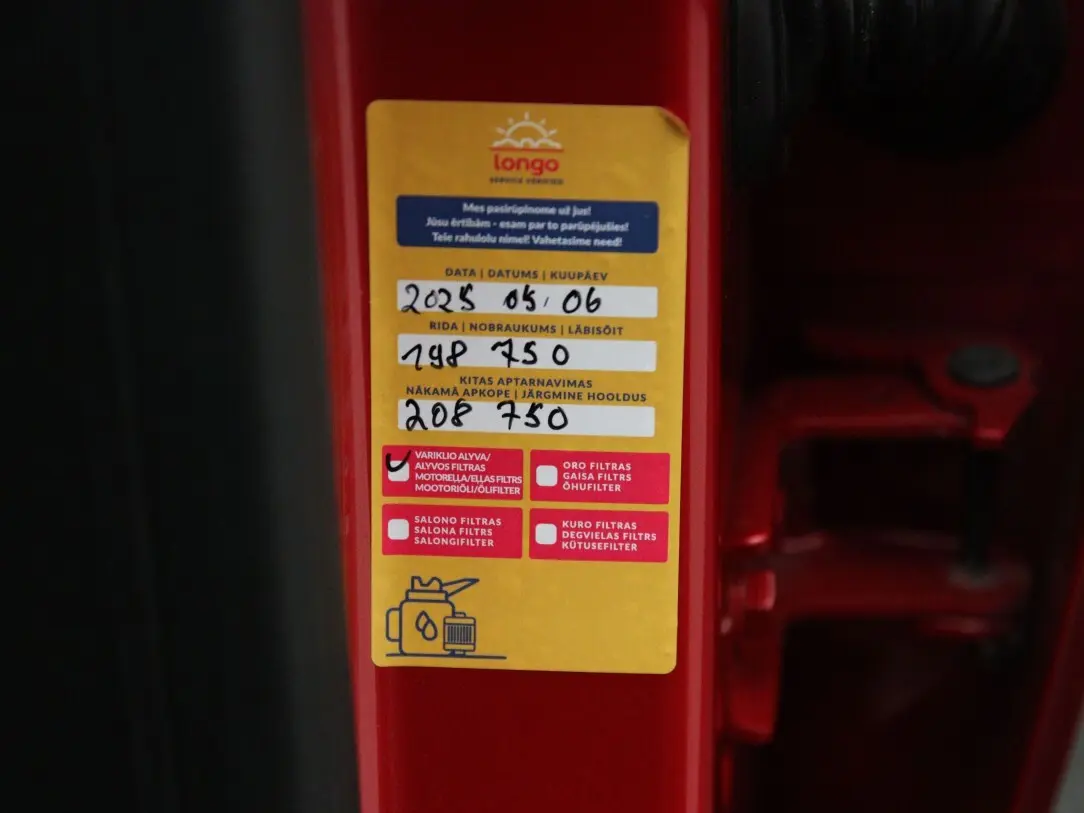 longo
SERVICE VERIFIED
Mes pasirūpinome už jus!
Jūsu ērtībām - esam par to parūpējušies!
Teie rahulolu nimel! Vahetasime need!
DATA | DATUMS | KUUPÄEV
2025 05, 06
RIDA | NOBRAUKUMS | LÄBISÕIT
198 750
KITAS APTARNAVIMAS
NĀKAMĀ APKOPE | JÄRGMINE HOOLDUS
208 750
VARIKLIO ALYVA/
ALYVOS FILTRAS
MOTOREĻĻA/EĻĻAS FILTRS
MOOTORIÕLI/ÕLIFILTER
ORO FILTRAS
GAISA FILTRS
ÕHUFILTER
SALONO FILTRAS
SALONA FILTRS
SALONGIFILTER
KURO FILTRAS
DEGVIELAS FILTRS
KÜTUSEFILTER